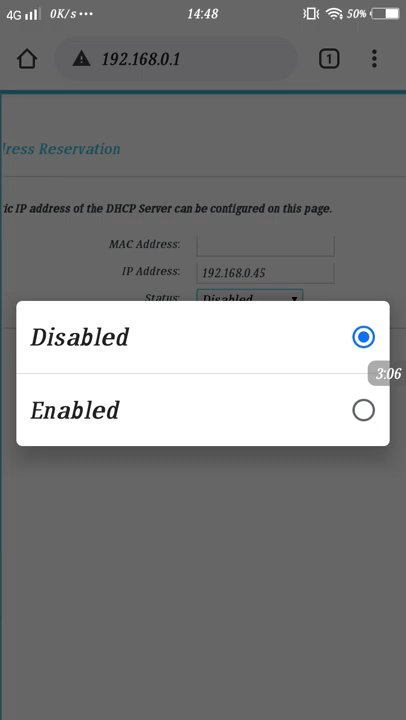 4G 0K/s ••• 14:48 50%
192.168.0.1 1
dress Reservation
ic IP address of the DHCP Server can be configured on this page.
MAC Address:
IP Address: 192.168.0.45
Status: Disabled
Disabled
3:06
Enabled